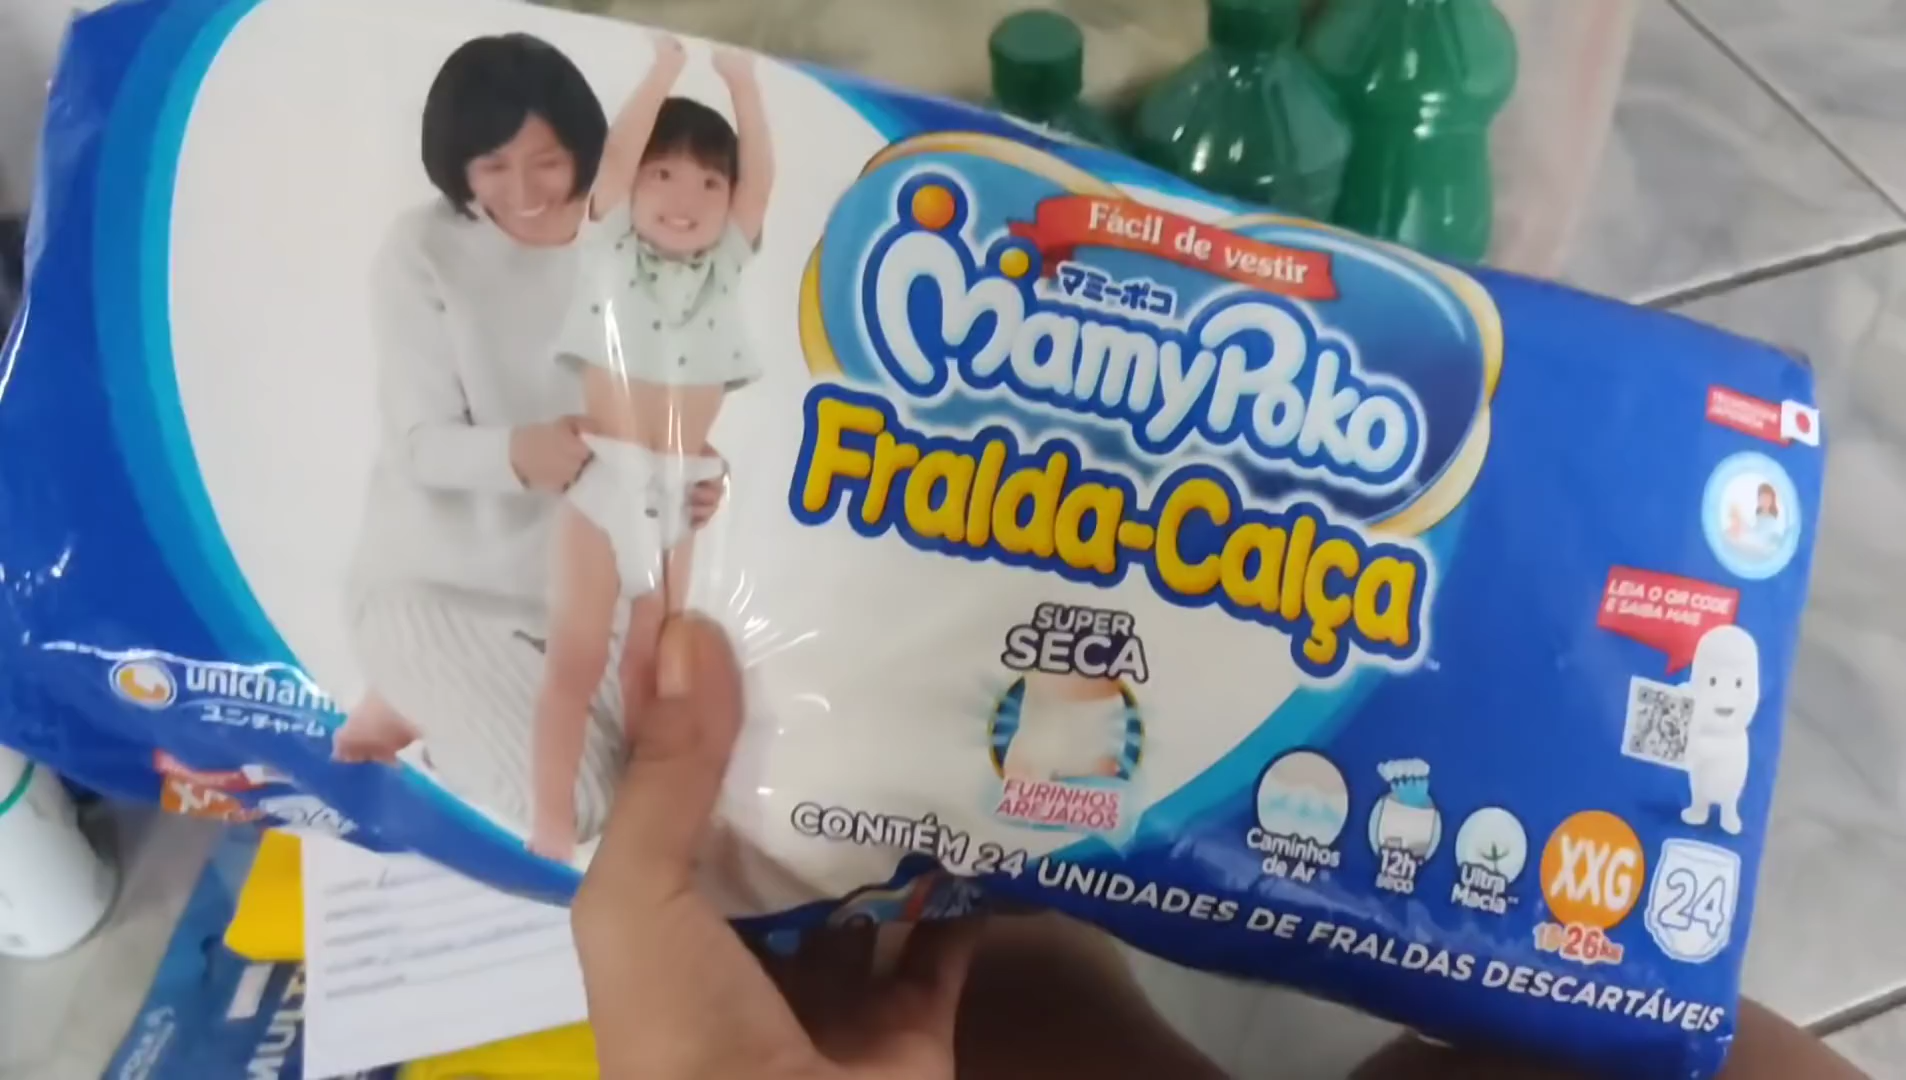 Fácil de vestir
マミーポコ
MamyPoko
Fralda-Calça
SUPER
SECA
FURINHOS
AREJADOS
LEIA O QR CODE
E SAIBA MAIS
unicharm
ユニ・チャーム
Caminhos
de Ar
12h
seco
Ultra
Macia
XXG
26kg
24
CONTÉM 24 UNIDADES DE FRALDAS DESCARTÁVEIS